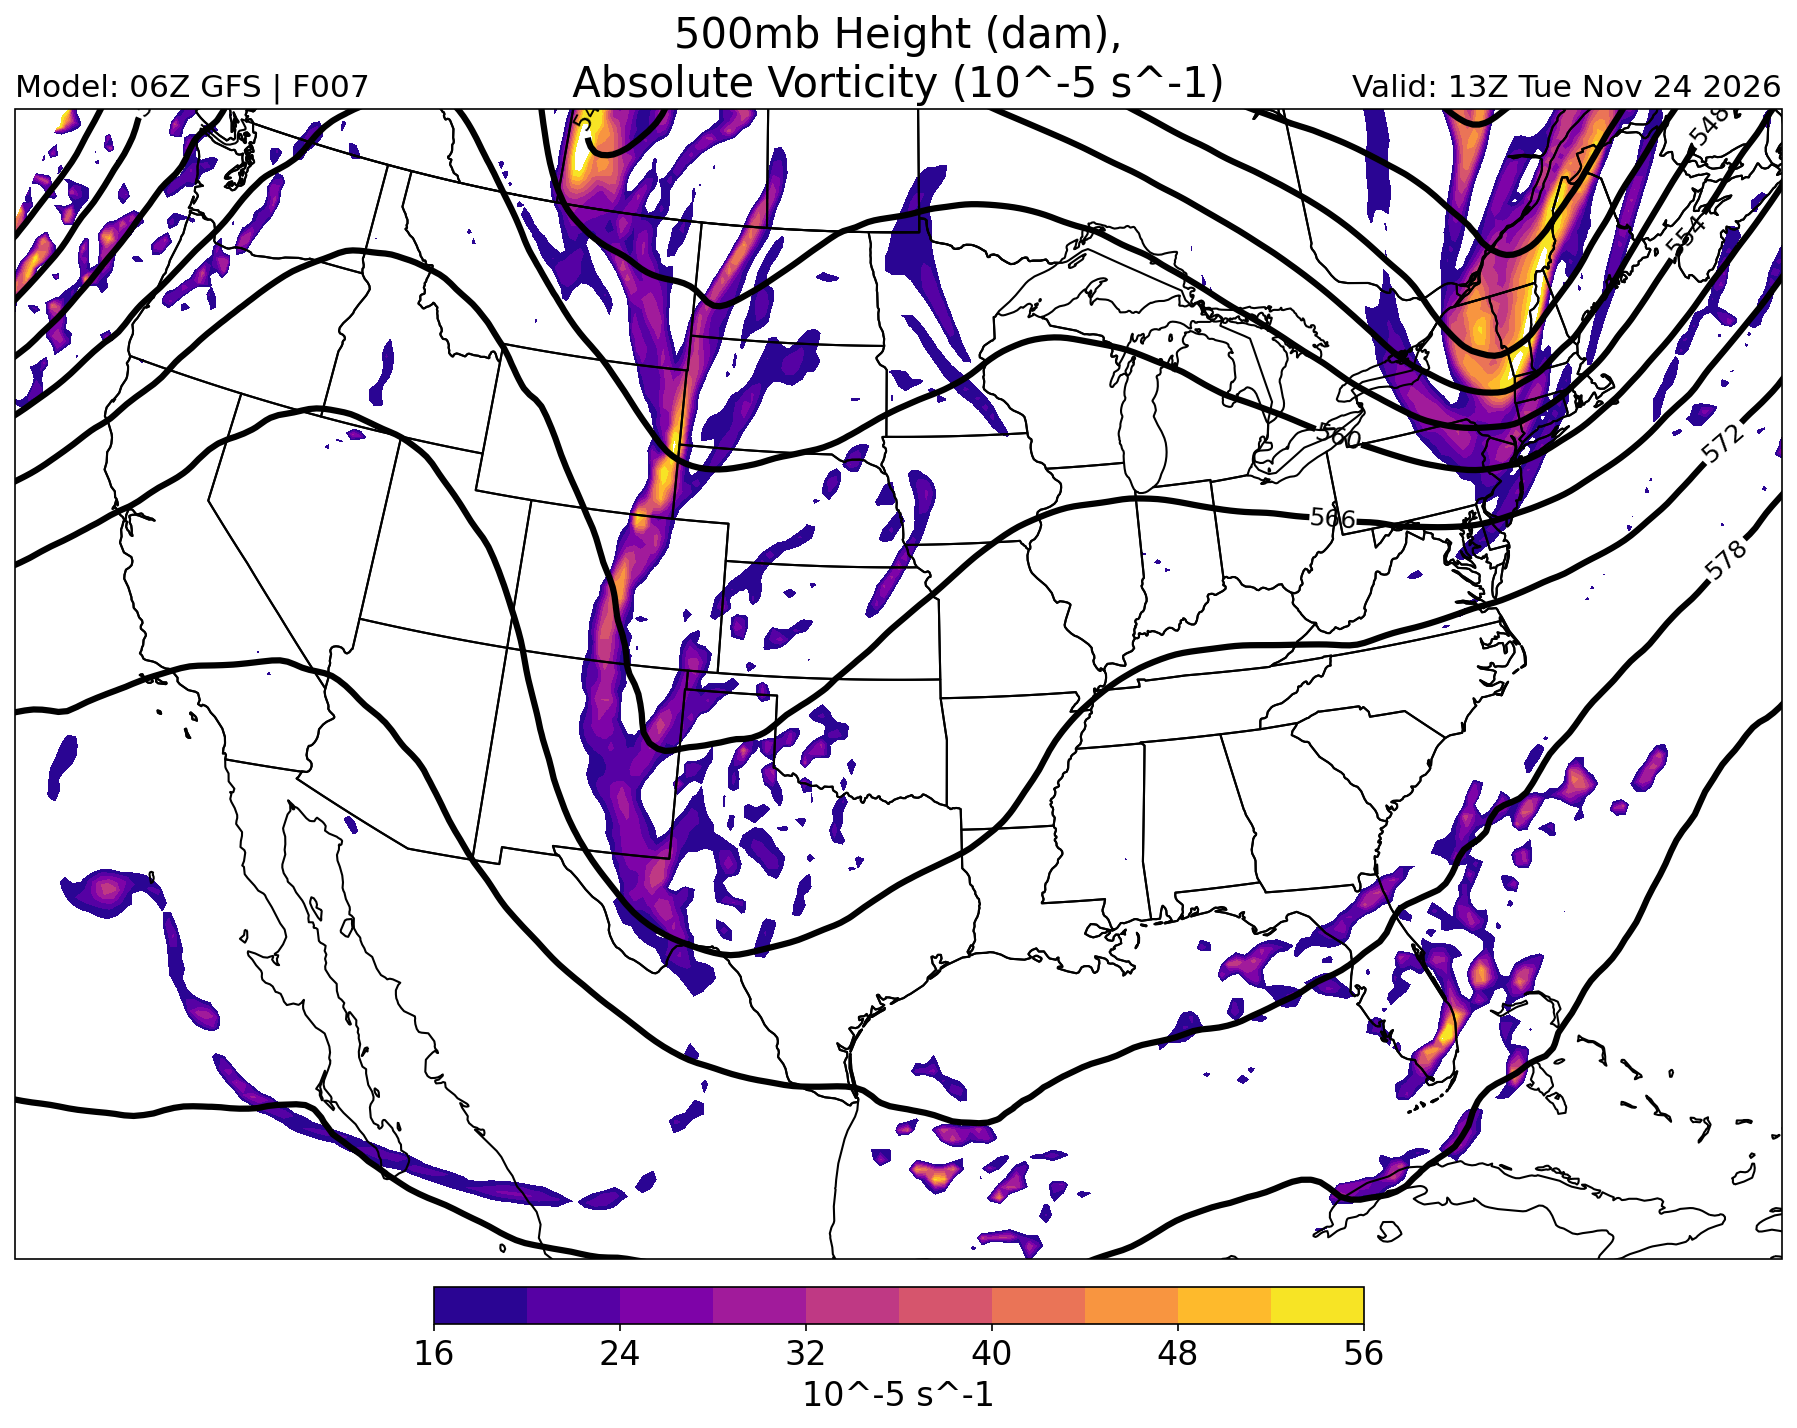 500mb Height (dam),
Model: 06Z GFS | F007
Absolute Vorticity (10^-5 s^-1)
Valid: 13Z Tue Nov 24 2026
548
554
560
572
566
578
16
24
32
40
48
56
10^-5 s^-1